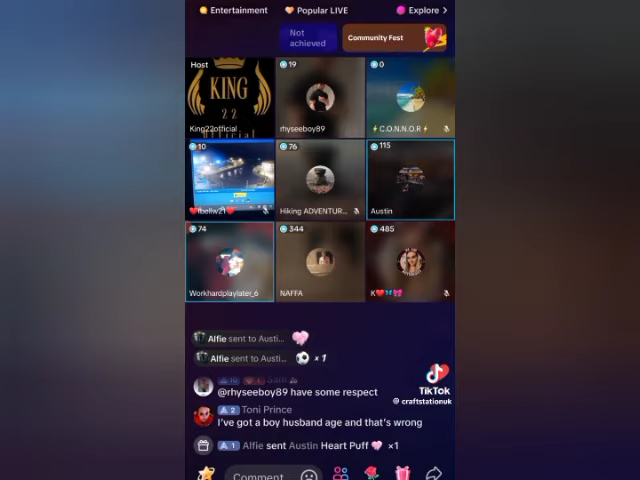 Entertainment
Popular LIVE
Explore >
Not
achieved
Community Fest
Host
KING
22
Official
King22official
19
rhyseeboy89
0
⚡C.O.N.N.O.R⚡
10
76
Hiking ADVENTUR...
115
Austin
74
Workhardplaylater_6
344
NAFFA
485
K❤️🦋🎀
Alfie sent to Austi...
Alfie sent to Austi... x 1
@rhyseeboy89 have some respect
2 Toni Prince
I've got a boy husband age and that's wrong
1 Alfie sent Austin Heart Puff ×1
TikTok
@craftstationuk
Comment